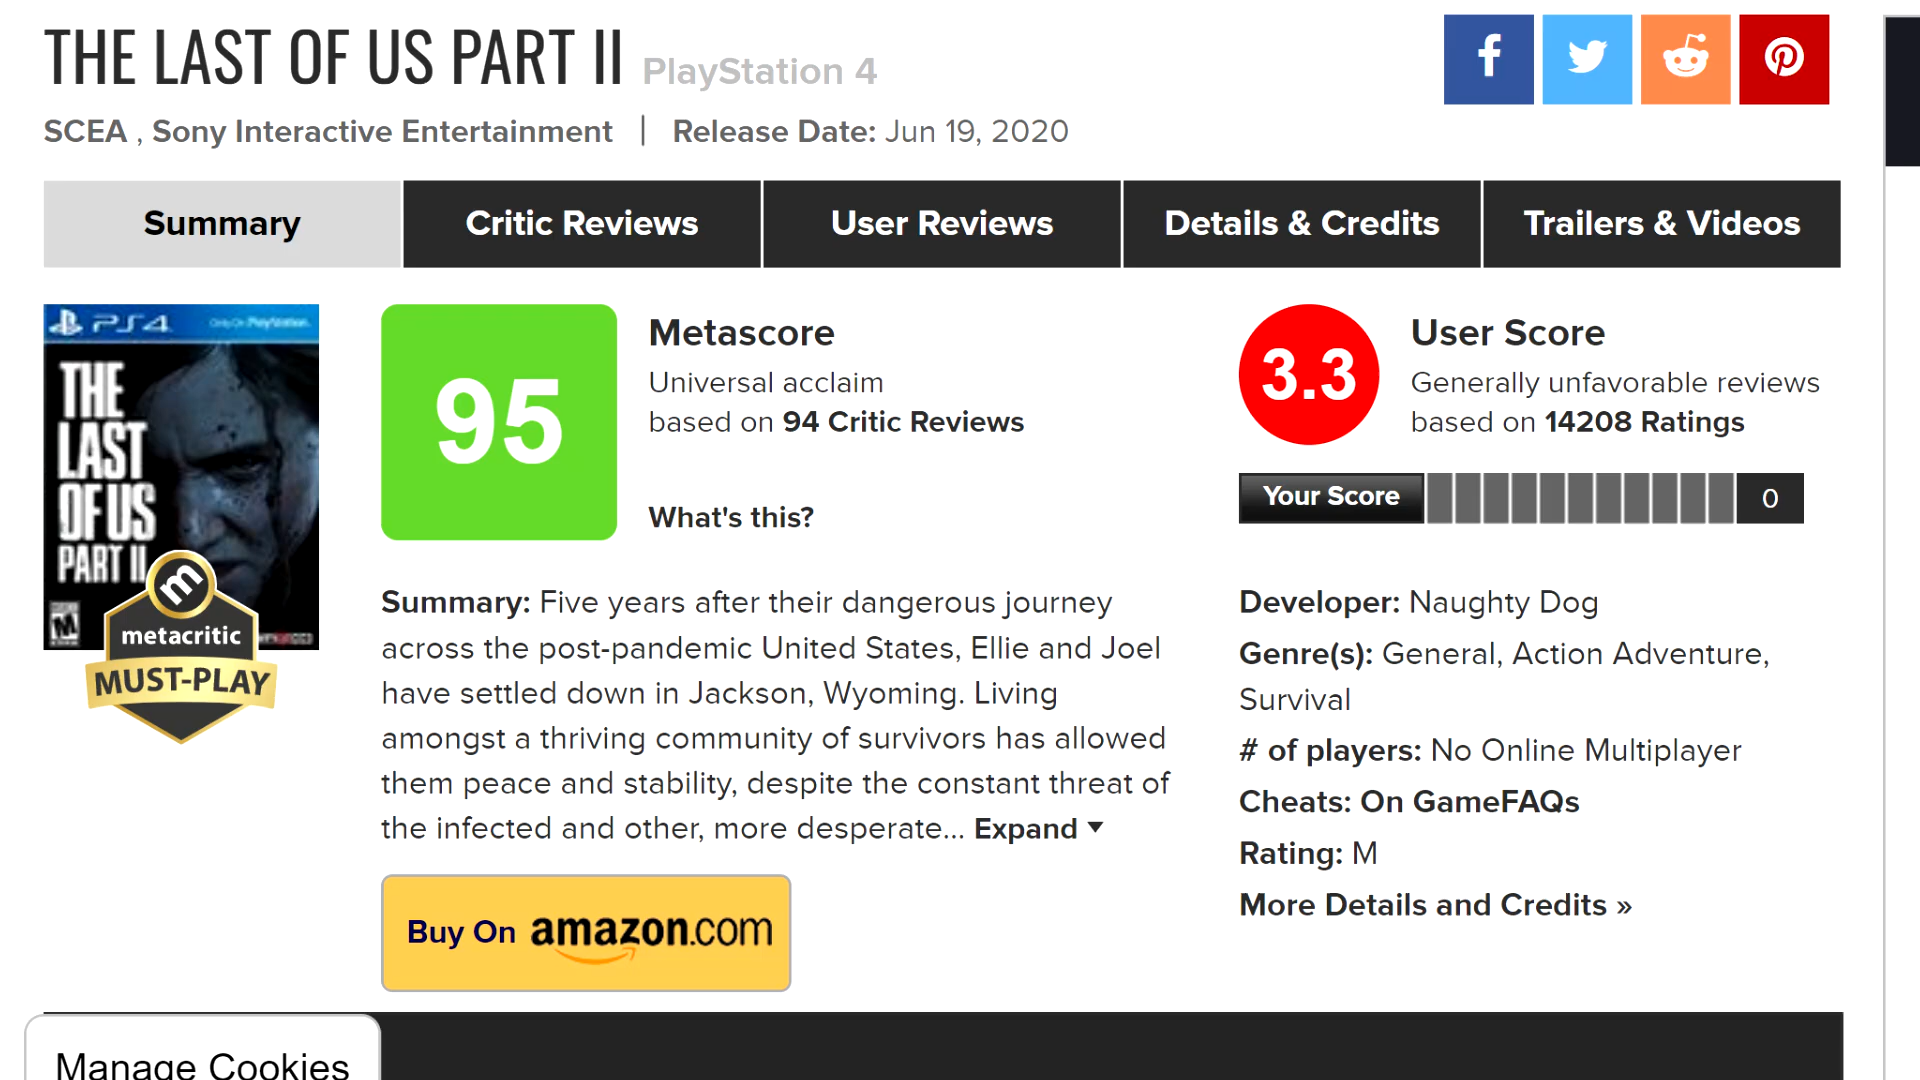 THE LAST OF US PART II PlayStation 4
SCEA , Sony Interactive Entertainment | Release Date: Jun 19, 2020
Summary Critic Reviews User Reviews Details & Credits Trailers & Videos
PS4 Only On PlayStation
THE
LAST
OF US
PART II
M
m
metacritic
MUST-PLAY
95
Metascore
Universal acclaim
based on 94 Critic Reviews
What's this?
3.3
User Score
Generally unfavorable reviews
based on 14208 Ratings
Your Score 0
Summary: Five years after their dangerous journey
across the post-pandemic United States, Ellie and Joel
have settled down in Jackson, Wyoming. Living
amongst a thriving community of survivors has allowed
them peace and stability, despite the constant threat of
the infected and other, more desperate... Expand
Buy On amazon.com
Developer: Naughty Dog
Genre(s): General, Action Adventure,
Survival
# of players: No Online Multiplayer
Cheats: On GameFAQs
Rating: M
More Details and Credits »
Manage Cookies